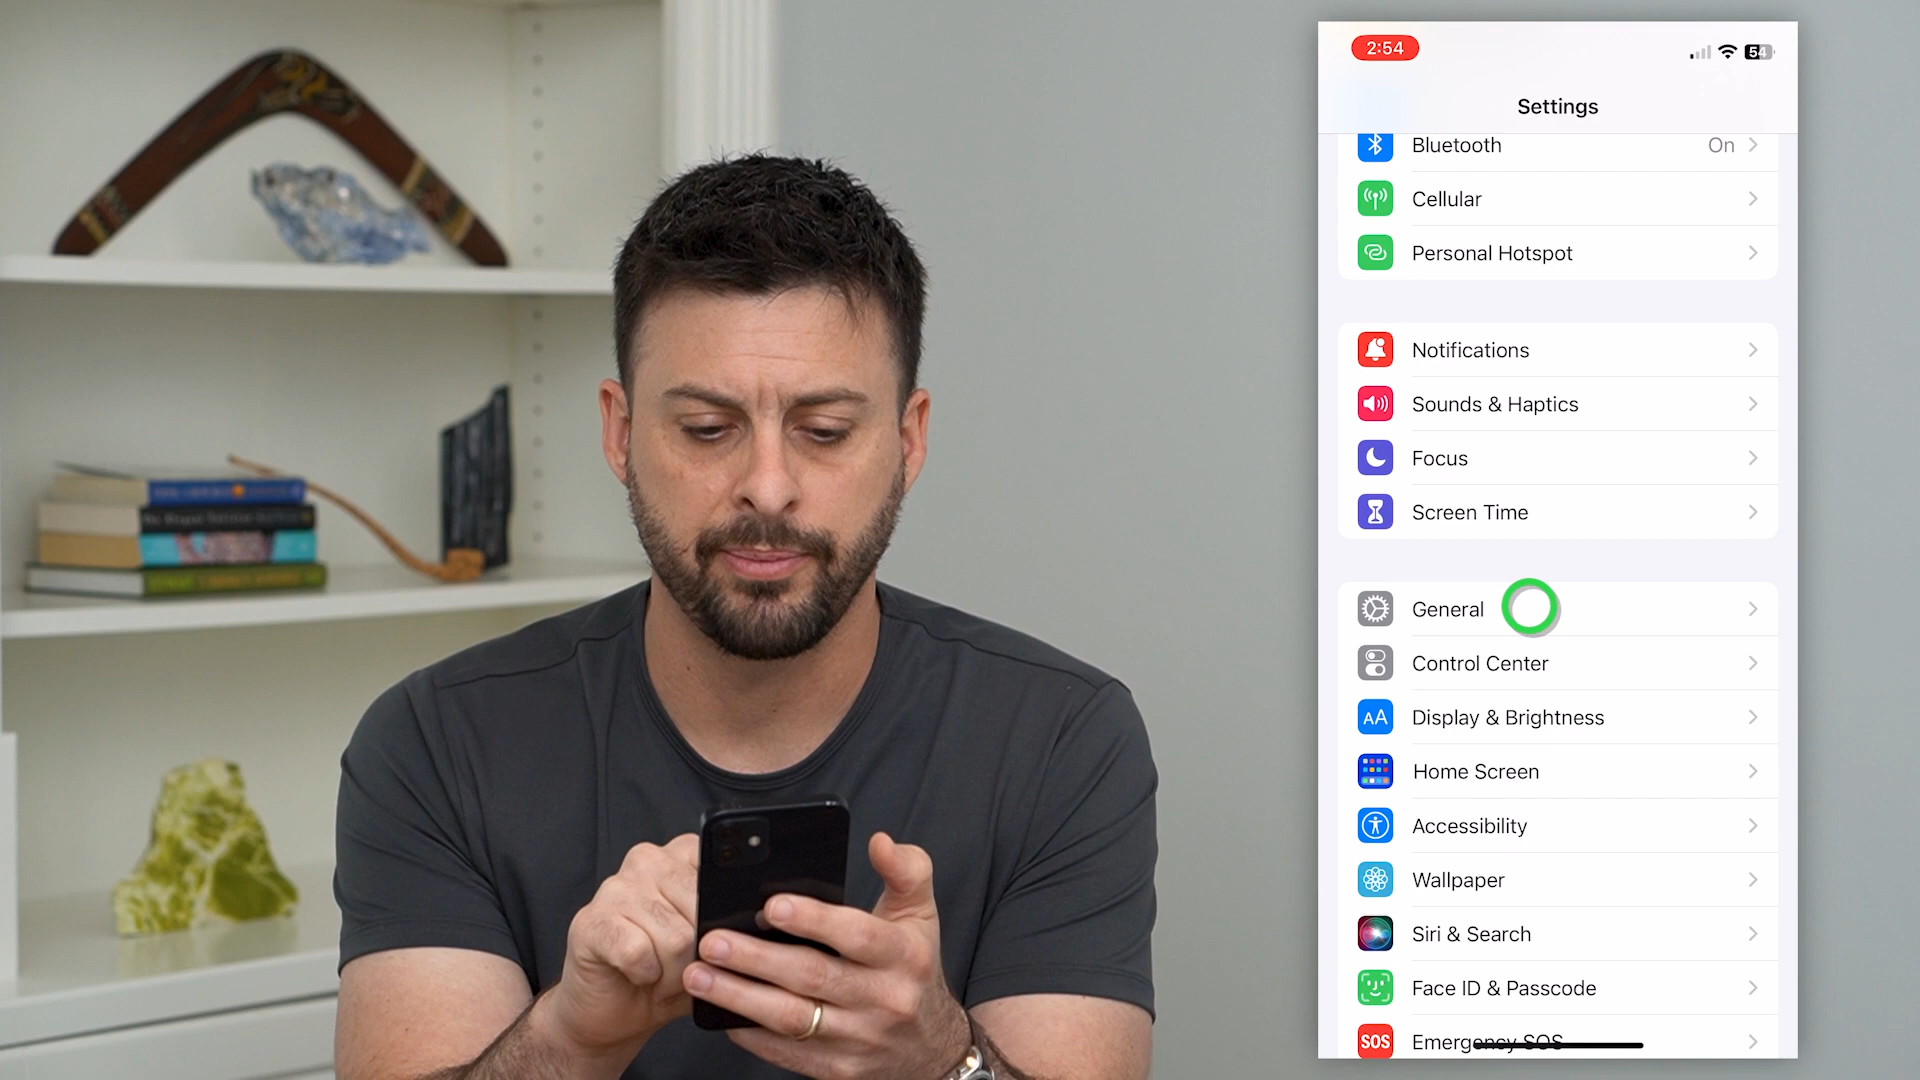 2:54
54
Settings
Bluetooth On
Cellular
Personal Hotspot
Notifications
Sounds & Haptics
Focus
Screen Time
General
Control Center
AA
Display & Brightness
Home Screen
Accessibility
Wallpaper
Siri & Search
Face ID & Passcode
SOS
Emergency SOS